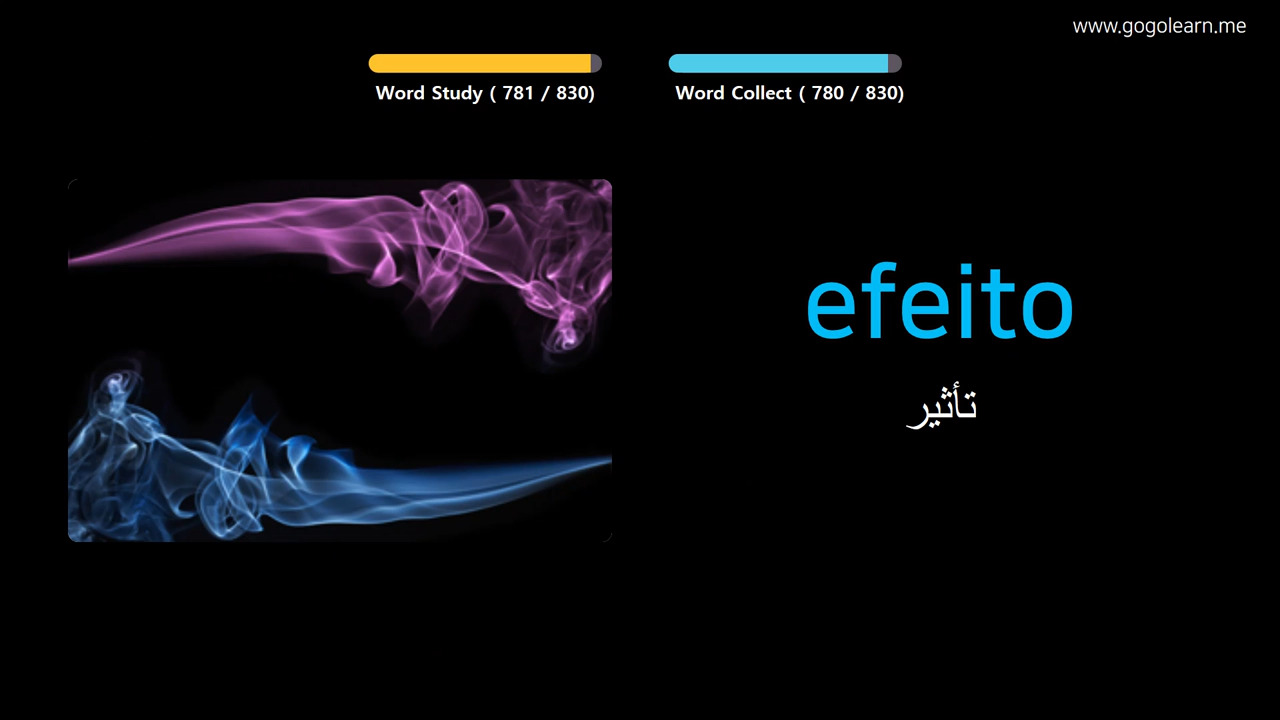 www.gogolearn.me
Word Study ( 781 / 830)
Word Collect ( 780 / 830)
efeito
تأثير